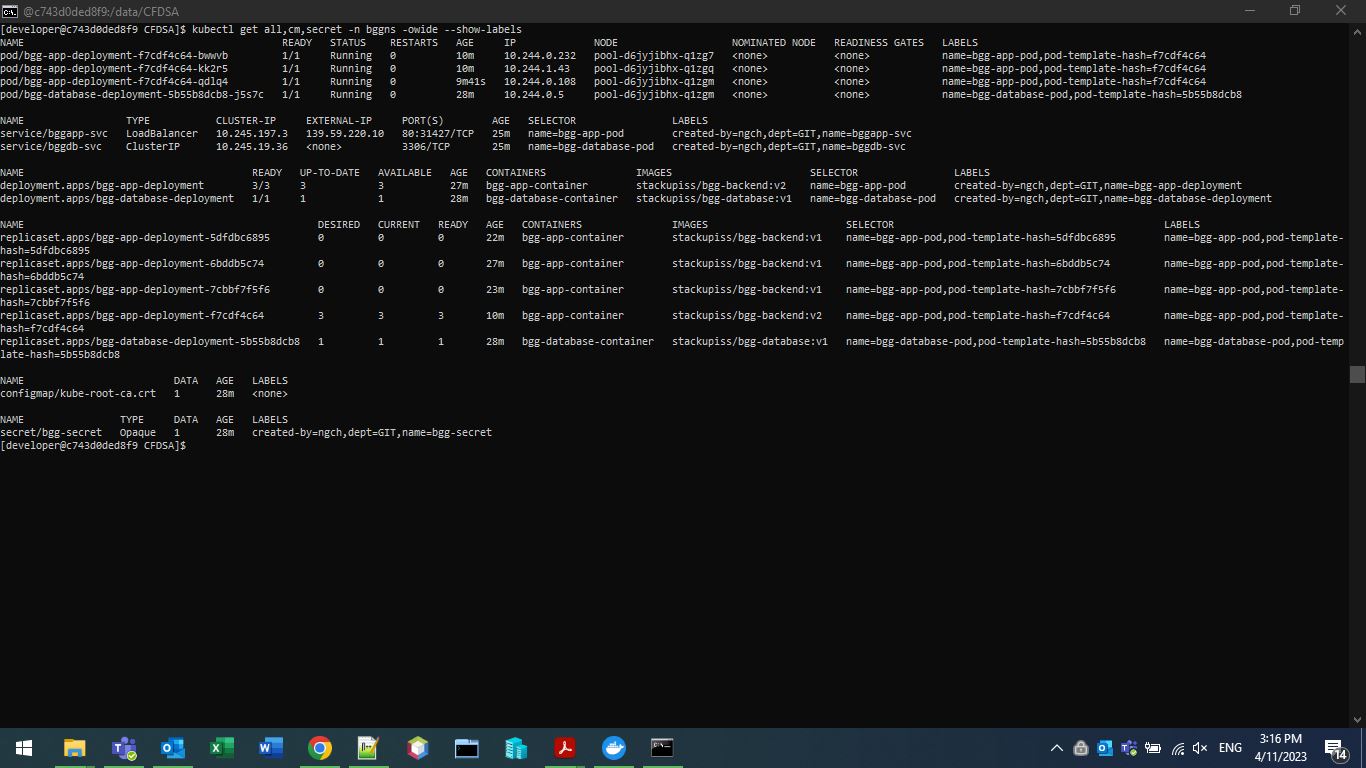 @c743d0ded8f9:/data/CFDSA
[developer@c743d0ded8f9 CFDSA]$ kubectl get all,cm,secret -n bggns -owide --show-labels
NAME READY STATUS RESTARTS AGE IP NODE NOMINATED NODE READINESS GATES LABELS
pod/bgg-app-deployment-f7cdf4c64-bwwvb 1/1 Running 0 10m 10.244.0.232 pool-d6jyjibhx-q1zg7 <none> <none> name=bgg-app-pod,pod-template-hash=f7cdf4c64
pod/bgg-app-deployment-f7cdf4c64-kk2r5 1/1 Running 0 10m 10.244.1.43 pool-d6jyjibhx-q1zgq <none> <none> name=bgg-app-pod,pod-template-hash=f7cdf4c64
pod/bgg-app-deployment-f7cdf4c64-qdlq4 1/1 Running 0 9m41s 10.244.0.108 pool-d6jyjibhx-q1zgm <none> <none> name=bgg-app-pod,pod-template-hash=f7cdf4c64
pod/bgg-database-deployment-5b55b8dcb8-j5s7c 1/1 Running 0 28m 10.244.0.5 pool-d6jyjibhx-q1zgm <none> <none> name=bgg-database-pod,pod-template-hash=5b55b8dcb8
NAME TYPE CLUSTER-IP EXTERNAL-IP PORT(S) AGE SELECTOR LABELS
service/bggapp-svc LoadBalancer 10.245.197.3 139.59.220.10 80:31427/TCP 25m name=bgg-app-pod created-by=ngch,dept=GIT,name=bggapp-svc
service/bggdb-svc ClusterIP 10.245.19.36 <none> 3306/TCP 25m name=bgg-database-pod created-by=ngch,dept=GIT,name=bggdb-svc
NAME READY UP-TO-DATE AVAILABLE AGE CONTAINERS IMAGES SELECTOR LABELS
deployment.apps/bgg-app-deployment 3/3 3 3 27m bgg-app-container stackupiss/bgg-backend:v2 name=bgg-app-pod created-by=ngch,dept=GIT,name=bgg-app-deployment
deployment.apps/bgg-database-deployment 1/1 1 1 28m bgg-database-container stackupiss/bgg-database:v1 name=bgg-database-pod created-by=ngch,dept=GIT,name=bgg-database-deployment
NAME DESIRED CURRENT READY AGE CONTAINERS IMAGES SELECTOR LABELS
replicaset.apps/bgg-app-deployment-5dfdbc6895 0 0 0 22m bgg-app-container stackupiss/bgg-backend:v1 name=bgg-app-pod,pod-template-hash=5dfdbc6895 name=bgg-app-pod,pod-template-
hash=5dfdbc6895
replicaset.apps/bgg-app-deployment-6bddb5c74 0 0 0 27m bgg-app-container stackupiss/bgg-backend:v1 name=bgg-app-pod,pod-template-hash=6bddb5c74 name=bgg-app-pod,pod-template-
hash=6bddb5c74
replicaset.apps/bgg-app-deployment-7cbbf7f5f6 0 0 0 23m bgg-app-container stackupiss/bgg-backend:v1 name=bgg-app-pod,pod-template-hash=7cbbf7f5f6 name=bgg-app-pod,pod-template-
hash=7cbbf7f5f6
replicaset.apps/bgg-app-deployment-f7cdf4c64 3 3 3 10m bgg-app-container stackupiss/bgg-backend:v2 name=bgg-app-pod,pod-template-hash=f7cdf4c64 name=bgg-app-pod,pod-template-
hash=f7cdf4c64
replicaset.apps/bgg-database-deployment-5b55b8dcb8 1 1 1 28m bgg-database-container stackupiss/bgg-database:v1 name=bgg-database-pod,pod-template-hash=5b55b8dcb8 name=bgg-database-pod,pod-temp
late-hash=5b55b8dcb8
NAME DATA AGE LABELS
configmap/kube-root-ca.crt 1 28m <none>
NAME TYPE DATA AGE LABELS
secret/bgg-secret Opaque 1 28m created-by=ngch,dept=GIT,name=bgg-secret
[developer@c743d0ded8f9 CFDSA]$
ENG
3:16 PM
4/11/2023
14